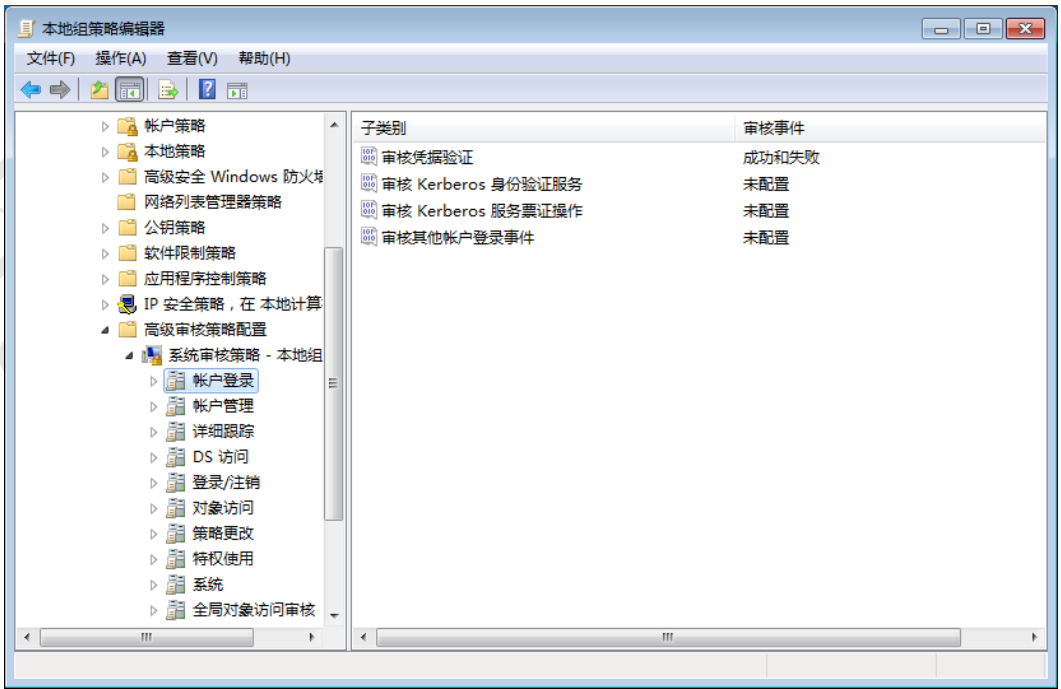 本地组策略编辑器
文件(F) 操作(A) 查看(V) 帮助(H)
帐户策略
本地策略
高级安全 Windows 防火墙
网络列表管理器策略
公钥策略
软件限制策略
应用程序控制策略
IP 安全策略，在 本地计算
高级审核策略配置
系统审核策略 - 本地组
帐户登录
帐户管理
详细跟踪
DS 访问
登录/注销
对象访问
策略更改
特权使用
系统
全局对象访问审核
子类别 审核事件
审核凭据验证 成功和失败
审核 Kerberos 身份验证服务 未配置
审核 Kerberos 服务票证操作 未配置
审核其他帐户登录事件 未配置